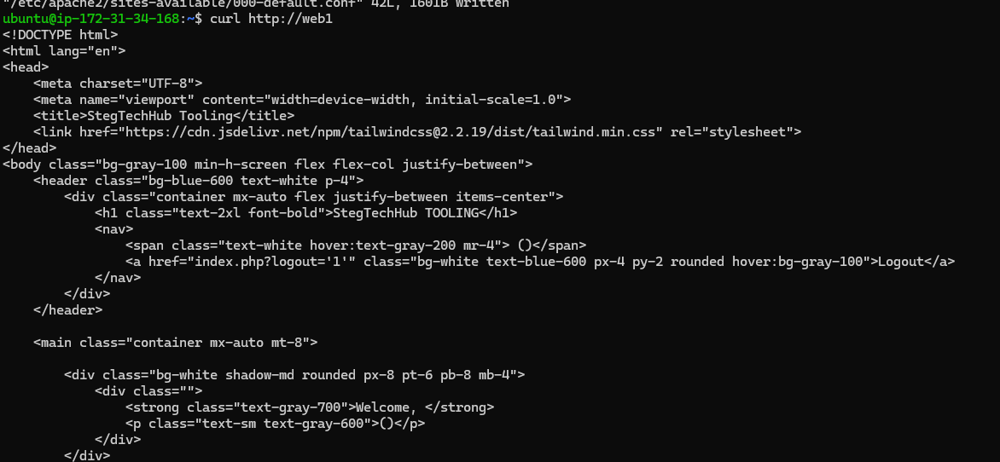 "/etc/apache2/sites-available/000-default.conf" 42L, 1601B written
ubuntu@ip-172-31-34-168:~$ curl http://web1
<!DOCTYPE html>
<html lang="en">
<head>
    <meta charset="UTF-8">
    <meta name="viewport" content="width=device-width, initial-scale=1.0">
    <title>StegTechHub Tooling</title>
    <link href="https://cdn.jsdelivr.net/npm/tailwindcss@2.2.19/dist/tailwind.min.css" rel="stylesheet">
</head>
<body class="bg-gray-100 min-h-screen flex flex-col justify-between">
    <header class="bg-blue-600 text-white p-4">
        <div class="container mx-auto flex justify-between items-center">
            <h1 class="text-2xl font-bold">StegTechHub TOOLING</h1>
            <nav>
                <span class="text-white hover:text-gray-200 mr-4"> ()</span>
                <a href="index.php?logout='1'" class="bg-white text-blue-600 px-4 py-2 rounded hover:bg-gray-100">Logout</a>
            </nav>
        </div>
    </header>

    <main class="container mx-auto mt-8">

        <div class="bg-white shadow-md rounded px-8 pt-6 pb-8 mb-4">
            <div class="">
                <strong class="text-gray-700">Welcome, </strong>
                <p class="text-sm text-gray-600">()</p>
            </div>
        </div>